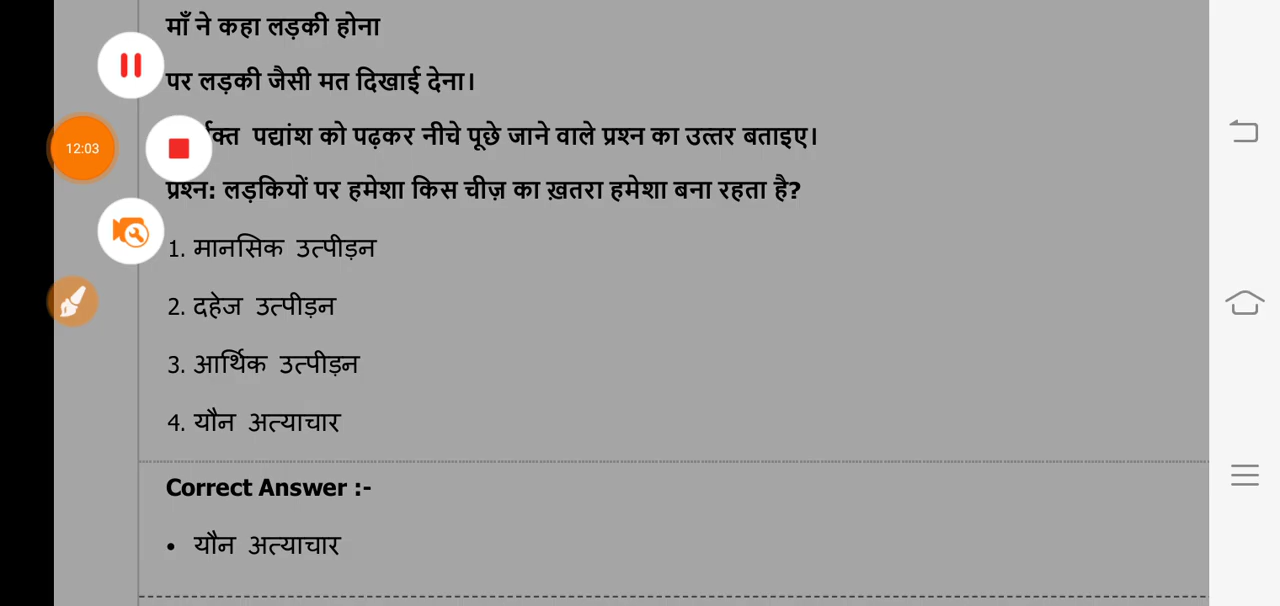 माँ ने कहा लड़की होना
पर लड़की जैसी मत दिखाई देना।
पद्यांश को पढ़कर नीचे पूछे जाने वाले प्रश्न का उत्तर बताइए।
12:03
प्रश्न: लड़कियों पर हमेशा किस चीज़ का ख़तरा हमेशा बना रहता है?
1. मानसिक उत्पीड़न
2. दहेज उत्पीड़न
3. आर्थिक उत्पीड़न
4. यौन अत्याचार
Correct Answer :-
• यौन अत्याचार